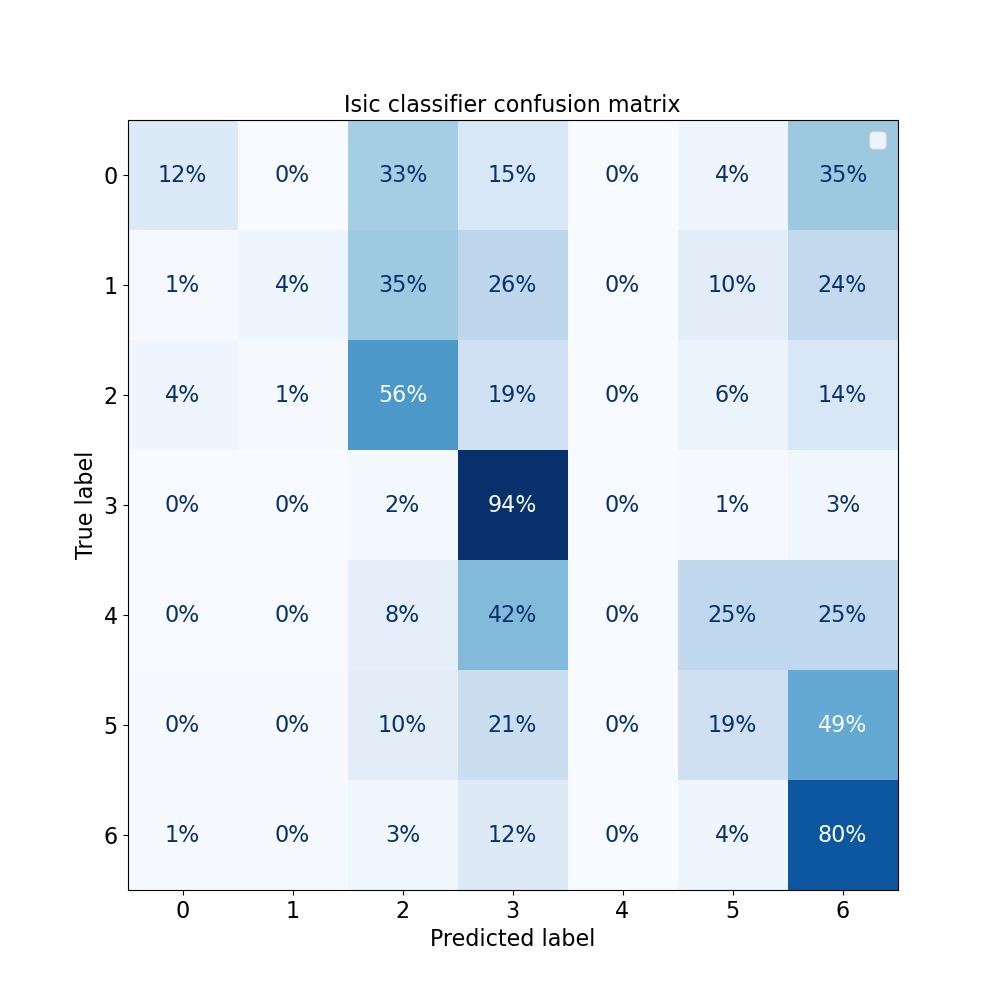 Isic classifier confusion matrix
True label
0 12% 0% 33% 15% 0% 4% 35%
1 1% 4% 35% 26% 0% 10% 24%
2 4% 1% 56% 19% 0% 6% 14%
3 0% 0% 2% 94% 0% 1% 3%
4 0% 0% 8% 42% 0% 25% 25%
5 0% 0% 10% 21% 0% 19% 49%
6 1% 0% 3% 12% 0% 4% 80%
0 1 2 3 4 5 6
Predicted label